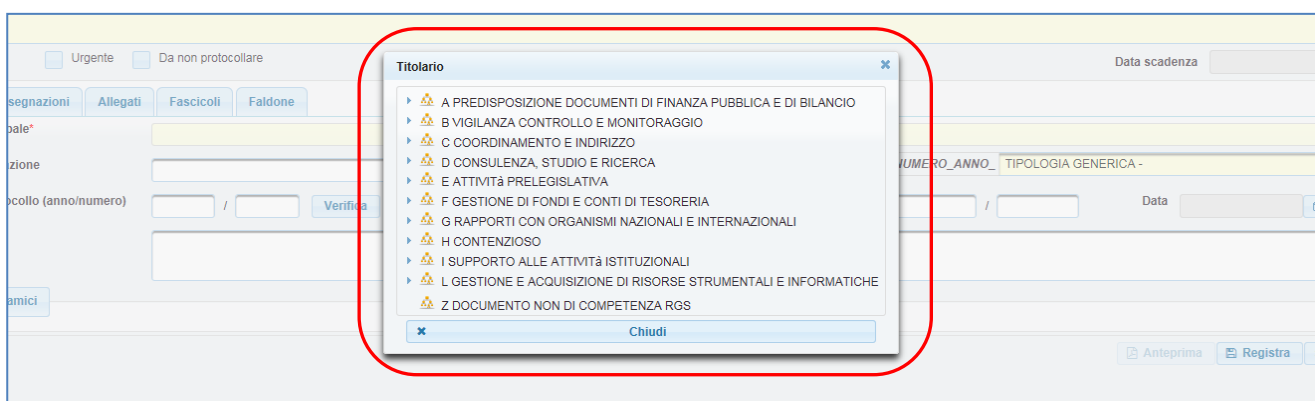 Urgente Da non protocollare
Data scadenza
Titolario
segnazioni Allegati Fascicoli Faldone
A PREDISPOSIZIONE DOCUMENTI DI FINANZA PUBBLICA E DI BILANCIO
B VIGILANZA CONTROLLO E MONITORAGGIO
pale*
C COORDINAMENTO E INDIRIZZO
zione
D CONSULENZA, STUDIO E RICERCA
NUMERO_ANNO_ TIPOLOGIA GENERICA -
E ATTIVITà PRELEGISLATIVA
ocollo (anno/numero) / Verifica
F GESTIONE DI FONDI E CONTI DI TESORERIA
/ Data
G RAPPORTI CON ORGANISMI NAZIONALI E INTERNAZIONALI
H CONTENZIOSO
I SUPPORTO ALLE ATTIVITà ISTITUZIONALI
L GESTIONE E ACQUISIZIONE DI RISORSE STRUMENTALI E INFORMATICHE
amici
Z DOCUMENTO NON DI COMPETENZA RGS
Chiudi
Anteprima Registra